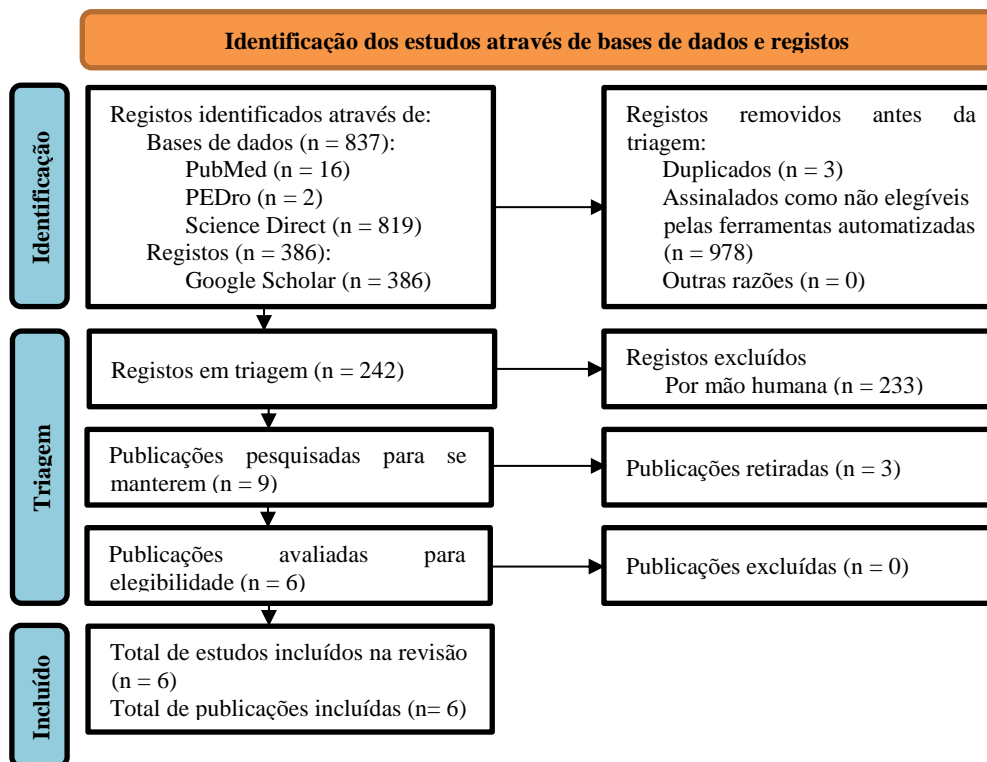 Identificação dos estudos através de bases de dados e registos
Identificação
Registos identificados através de:
Bases de dados (n = 837):
PubMed (n = 16)
PEDro (n = 2)
Science Direct (n = 819)
Registos (n = 386):
Google Scholar (n = 386)
Registos removidos antes da
triagem:
Duplicados (n = 3)
Assinalados como não elegíveis
pelas ferramentas automatizadas
(n = 978)
Outras razões (n = 0)
Triagem
Registos em triagem (n = 242)
Registos excluídos
Por mão humana (n = 233)
Publicações pesquisadas para se
manterem (n = 9)
Publicações retiradas (n = 3)
Publicações avaliadas para
elegibilidade (n = 6)
Publicações excluídas (n = 0)
Incluído
Total de estudos incluídos na revisão
(n = 6)
Total de publicações incluídas (n= 6)